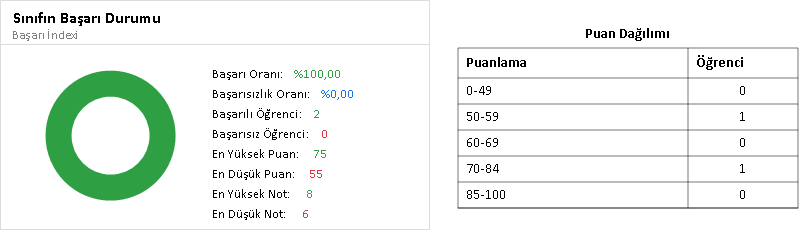 Sınıfın Başarı Durumu
Başarı İndexi
Başarı Oranı: %100,00
Başarısızlık Oranı: %0,00
Başarılı Öğrenci: 2
Başarısız Öğrenci: 0
En Yüksek Puan: 75
En Düşük Puan: 55
En Yüksek Not: 8
En Düşük Not: 6
Puan Dağılımı
Puanlama Öğrenci
0-49 0
50-59 1
60-69 0
70-84 1
85-100 0